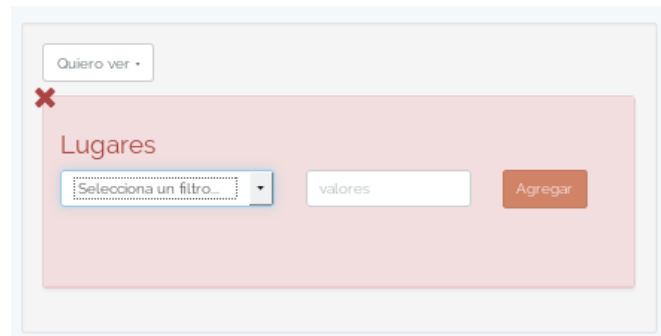 Quiero ver
Lugares
Selecciona un filtro...
valores
Agregar